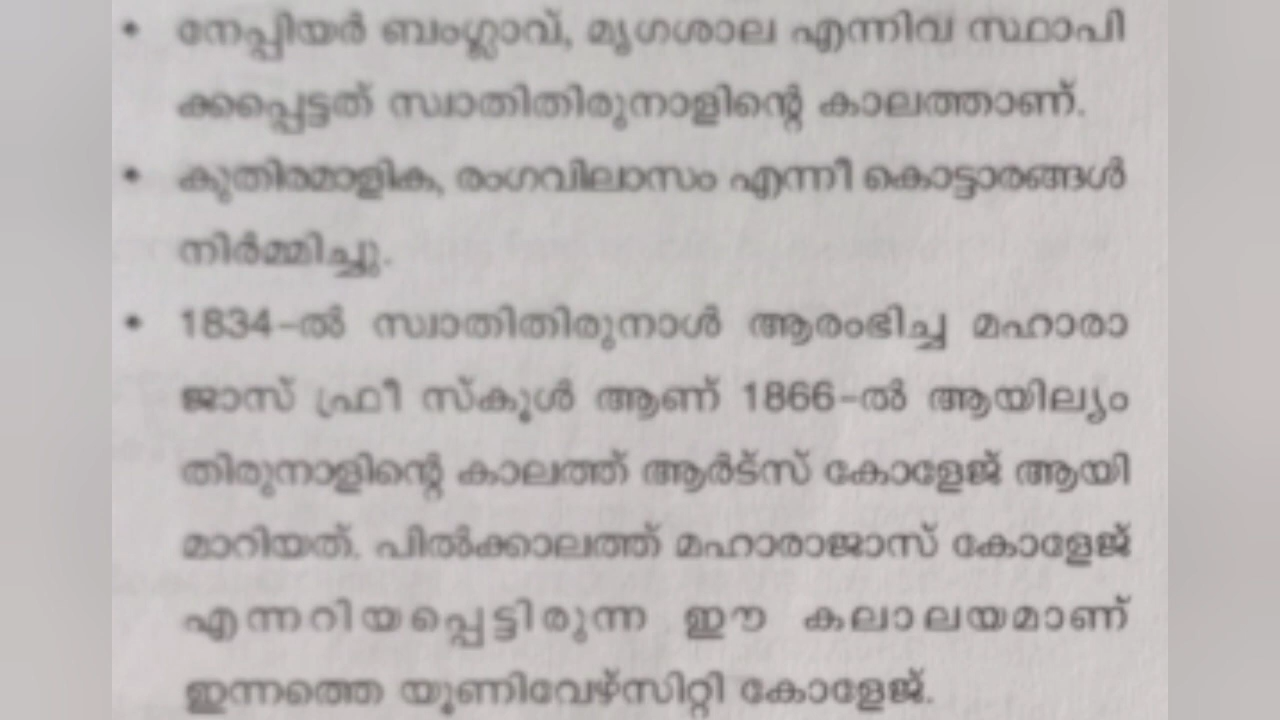 • നേപ്പിയർ ബംഗ്ലാവ്, മൃഗശാല എന്നിവ സ്ഥാപി
ക്കപ്പെട്ടത് സ്വാതിതിരുനാളിന്റെ കാലത്താണ്.
• കുതിരമാളിക, രംഗവിലാസം എന്നീ കൊട്ടാരങ്ങൾ
നിർമ്മിച്ചു.
• 1834-ൽ സ്വാതിതിരുനാൾ ആരംഭിച്ച മഹാരാ
ജാസ് ഫ്രീ സ്കൂൾ ആണ് 1866-ൽ ആയില്യം
തിരുനാളിന്റെ കാലത്ത് ആർട്സ് കോളേജ് ആയി
മാറിയത്. പിൽക്കാലത്ത് മഹാരാജാസ് കോളേജ്
എന്നറിയപ്പെട്ടിരുന്ന ഈ കലാലയമാണ്
ഇന്നത്തെ യൂണിവേഴ്സിറ്റി കോളേജ്.